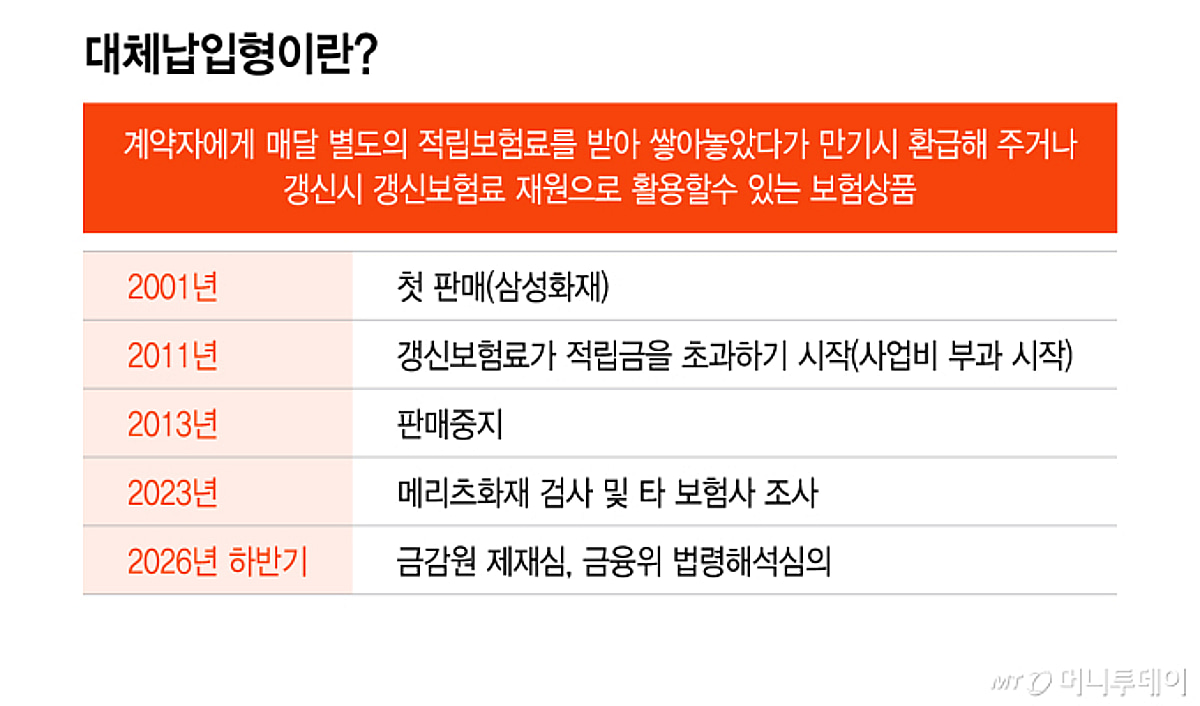 대체납입형이란?
계약자에게 매달 별도의 적립보험료를 받아 쌓아놓았다가 만기시 환급해 주거나
갱신시 갱신보험료 재원으로 활용할수 있는 보험상품
2001년 첫 판매(삼성화재)
2011년 갱신보험료가 적립금을 초과하기 시작(사업비 부과 시작)
2013년 판매중지
2023년 메리츠화재 검사 및 타 보험사 조사
2026년 하반기 금감원 제재심, 금융위 법령해석심의
MT 머니투데이